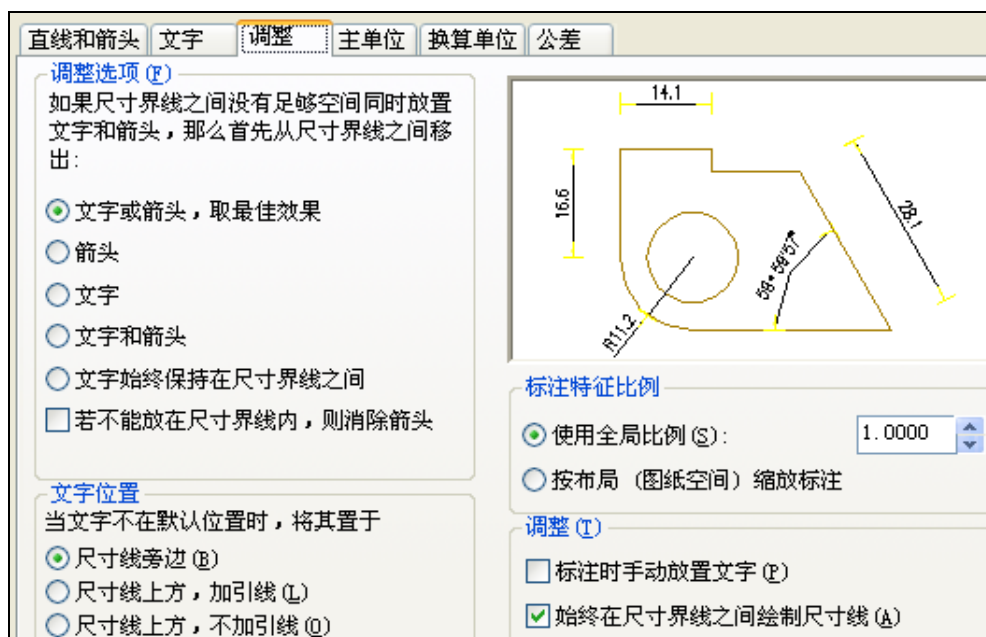 直线和箭头 文字 调整 主单位 换算单位 公差
调整选项(F)
如果尺寸界线之间没有足够空间同时放置
文字和箭头，那么首先从尺寸界线之间移
出:
文字或箭头，取最佳效果
箭头
文字
文字和箭头
文字始终保持在尺寸界线之间
若不能放在尺寸界线内，则消除箭头
文字位置
当文字不在默认位置时，将其置于
尺寸线旁边(B)
尺寸线上方，加引线(L)
尺寸线上方，不加引线(O)
14.1
16.6
28.1
59°59'57"
R11.2
标注特征比例
使用全局比例(S):
1.0000
按布局（图纸空间）缩放标注
调整(T)
标注时手动放置文字(P)
始终在尺寸界线之间绘制尺寸线(A)